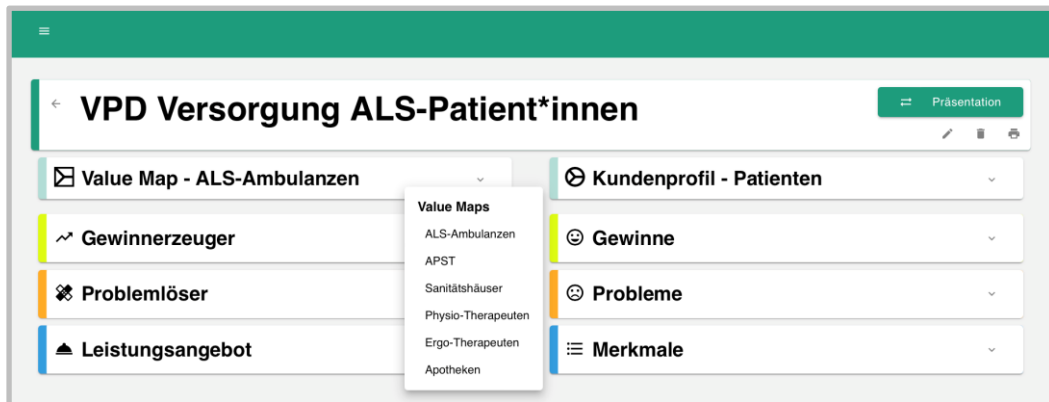 VPD Versorgung ALS-Patient*innen
Präsentation
Value Map - ALS-Ambulanzen
Kundenprofil - Patienten
Value Maps
ALS-Ambulanzen
APST
Sanitätshäuser
Physio-Therapeuten
Ergo-Therapeuten
Apotheken
Gewinnerzeuger
Gewinne
Problemlöser
Probleme
Leistungsangebot
Merkmale